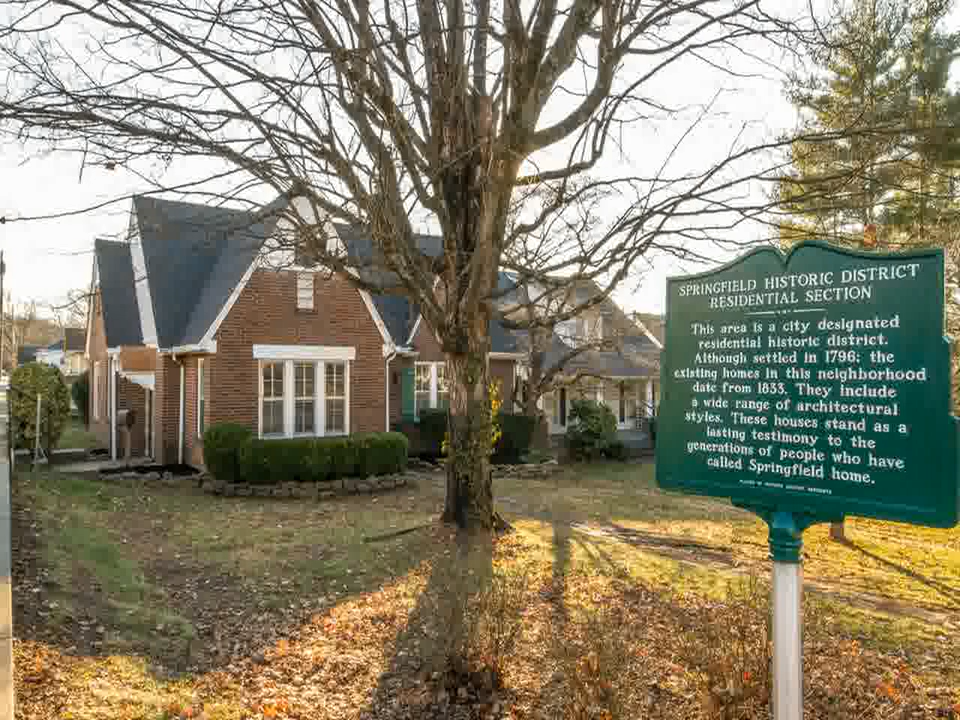 SPRINGFIELD HISTORIC DISTRICT
RESIDENTIAL SECTION
This area is a city designated
residential historic district.
Although settled in 1796; the
existing homes in this neighborhood
date from 1833. They include
a wide range of architectural
styles. These houses stand as a
lasting testimony to the
generations of people who have
called Springfield home.